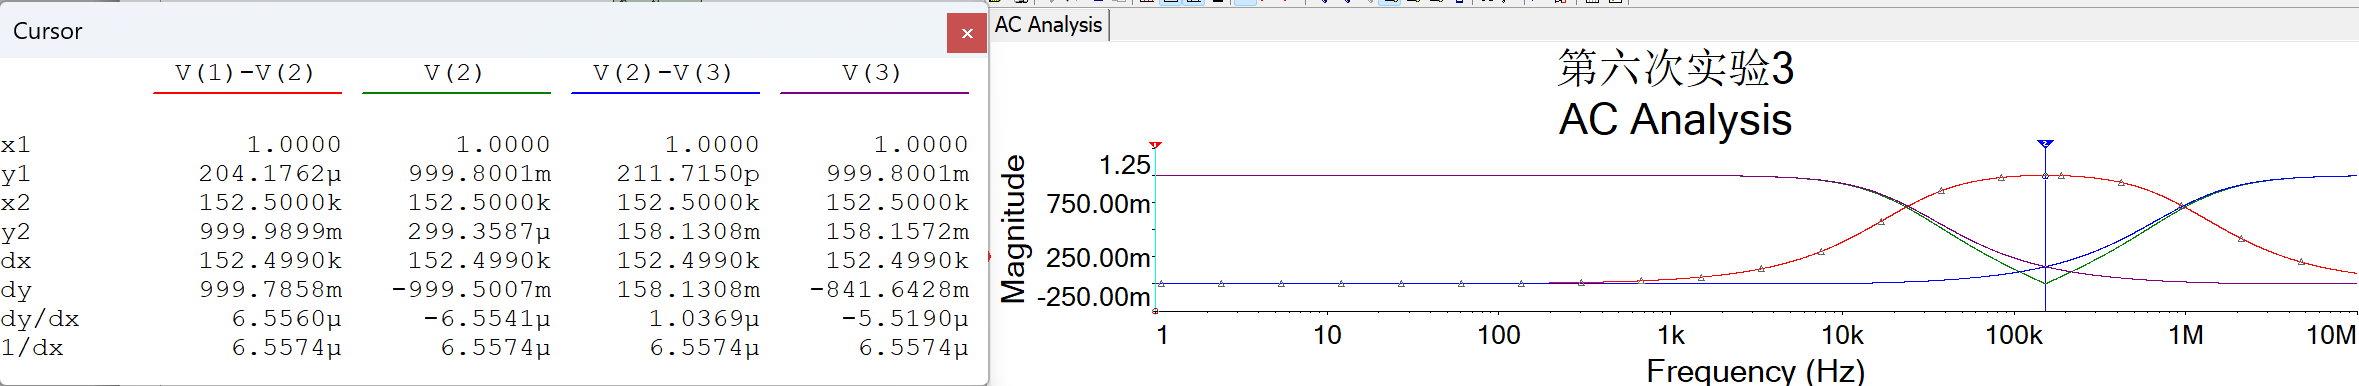 Cursor
×
V(1)-V(2) V(2) V(2)-V(3) V(3)
x1 1.0000 1.0000 1.0000 1.0000
y1 204.1762µ 999.8001m 211.7150p 999.8001m
x2 152.5000k 152.5000k 152.5000k 152.5000k
y2 999.9899m 299.3587µ 158.1308m 158.1572m
dx 152.4990k 152.4990k 152.4990k 152.4990k
dy 999.7858m -999.5007m 158.1308m -841.6428m
dy/dx 6.5560µ -6.5541µ 1.0369µ -5.5190µ
1/dx 6.5574µ 6.5574µ 6.5574µ 6.5574µ
AC Analysis
第六次实验3
AC Analysis
Magnitude
1.25
750.00m
250.00m
-250.00m
1 10 100 1k 10k 100k 1M 10M
Frequency (Hz)